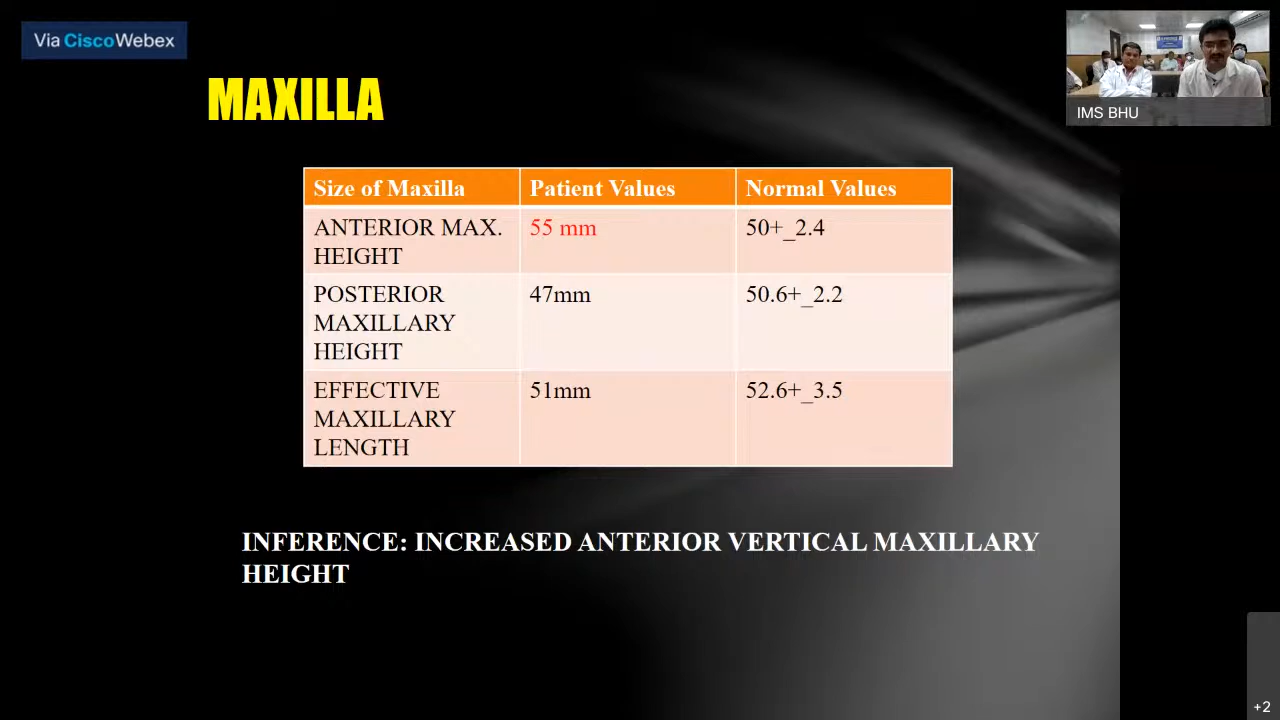 Via Cisco Webex
IMS BHU
MAXILLA
Size of Maxilla Patient Values Normal Values
ANTERIOR MAX. 55 mm 50+_2.4
HEIGHT
POSTERIOR 47mm 50.6+_2.2
MAXILLARY
HEIGHT
EFFECTIVE 51mm 52.6+_3.5
MAXILLARY
LENGTH
INFERENCE: INCREASED ANTERIOR VERTICAL MAXILLARY
HEIGHT
+2